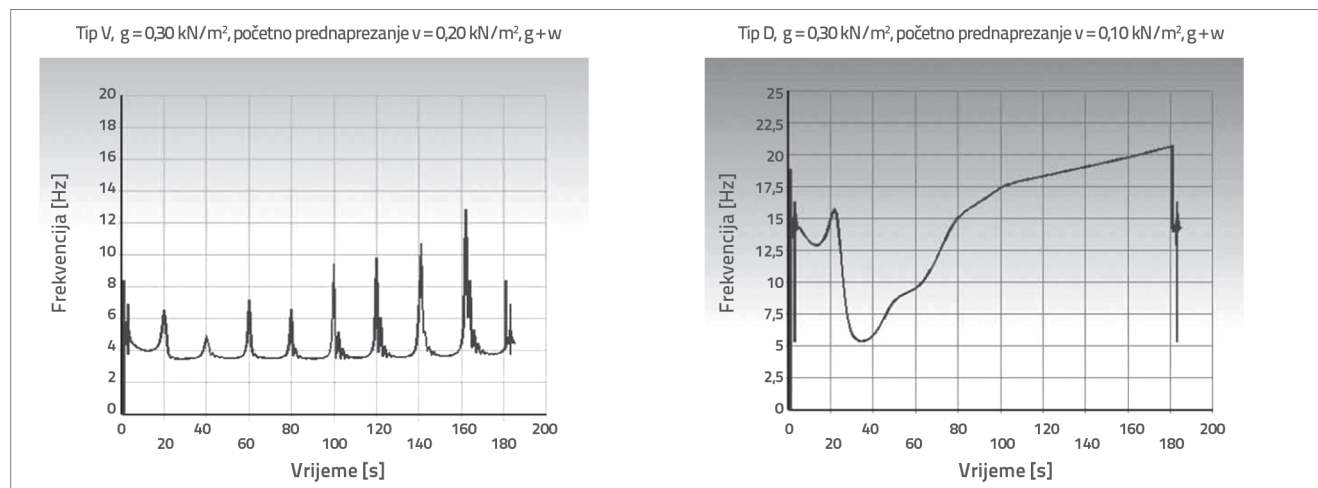 Tip V, g = 0,30 kN/m², početno prednaprezanje v = 0,20 kN/m², g + w
20
18
16
14
12
10
8
6
4
2
0
Frekvencija [Hz]
0 40 80 120 160 200
20 60 100 140 180
Vrijeme [s]
Tip D, g = 0,30 kN/m², početno prednaprezanje v = 0,10 kN/m², g + w
25
22,5
20
17,5
15
12,5
10
7,5
5
2,5
0
Frekvencija [Hz]
0 40 80 120 160 200
20 60 100 140 180
Vrijeme [s]